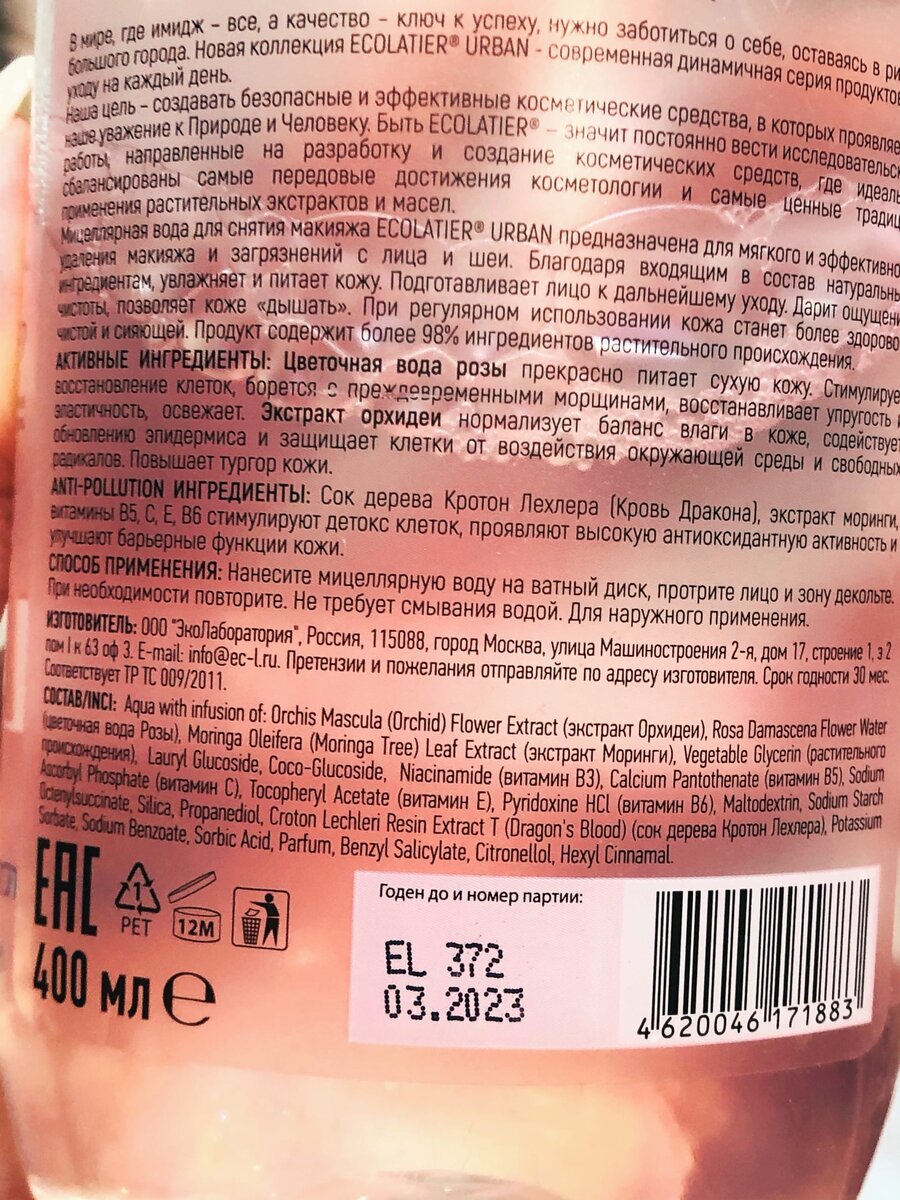 В мире, где имидж – все, а качество – ключ к успеху, нужно заботиться о себе, оставаясь в ри
большого города. Новая коллекция ECOLATIER® URBAN - современная динамичная серия продуктов
уходу на каждый день.
Наша цель – создавать безопасные и эффективные косметические средства, в которых проявляе
наше уважение к Природе и Человеку. Быть ECOLATIER® – значит постоянно вести исследовательск
работы, направленные на разработку и создание косметических средств, где идеаль
сбалансированы самые передовые достижения косметологии и самые ценные традиц
применения растительных экстрактов и масел.
Мицеллярная вода для снятия макияжа ECOLATIER® URBAN предназначена для мягкого и эффективно
удаления макияжа и загрязнений с лица и шеи. Благодаря входящим в состав натуральны
ингредиентам, увлажняет и питает кожу. Подготавливает лицо к дальнейшему уходу. Дарит ощущени
чистоты, позволяет коже «дышать». При регулярном использовании кожа станет более здорово
чистой и сияющей. Продукт содержит более 98% ингредиентов растительного происхождения.
АКТИВНЫЕ ИНГРЕДИЕНТЫ: Цветочная вода розы прекрасно питает сухую кожу. Стимулируе
восстановление клеток, борется с преждевременными морщинами, восстанавливает упругость и
эластичность, освежает. Экстракт орхидеи нормализует баланс влаги в коже, содействует
обновлению эпидермиса и защищает клетки от воздействия окружающей среды и свободных
радикалов. Повышает тургор кожи.
ANTI-POLLUTION ИНГРЕДИЕНТЫ: Сок дерева Кротон Лехлера (Кровь Дракона), экстракт моринги,
витамины B5, C, E, B6 стимулируют детокс клеток, проявляют высокую антиоксидантную активность и
улучшают барьерные функции кожи.
СПОСОБ ПРИМЕНЕНИЯ: Нанесите мицеллярную воду на ватный диск, протрите лицо и зону декольте.
При необходимости повторите. Не требует смывания водой. Для наружного применения.
ИЗГОТОВИТЕЛЬ: ООО "ЭкоЛаборатория", Россия, 115088, город Москва, улица Машиностроения 2-я, дом 17, строение 1, э 2
пом I к 63 оф 3. E-mail: info@ec-l.ru. Претензии и пожелания отправляйте по адресу изготовителя. Срок годности 30 мес.
Соответствует ТР ТС 009/2011.
СОСТАВ/INCI: Aqua with infusion of: Orchis Mascula (Orchid) Flower Extract (экстракт Орхидеи), Rosa Damascena Flower Water
(цветочная вода Розы), Moringa Oleifera (Moringa Tree) Leaf Extract (экстракт Моринги), Vegetable Glycerin (растительного
происхождения), Lauryl Glucoside, Coco-Glucoside, Niacinamide (витамин B3), Calcium Pantothenate (витамин B5), Sodium
Ascorbyl Phosphate (витамин C), Tocopheryl Acetate (витамин E), Pyridoxine HCl (витамин B6), Maltodextrin, Sodium Starch
Octenylsuccinate, Silica, Propanediol, Croton Lechleri Resin Extract T (Dragon's Blood) (сок дерева Кротон Лехлера), Potassium
Sorbate, Sodium Benzoate, Sorbic Acid, Parfum, Benzyl Salicylate, Citronellol, Hexyl Cinnamal.
ЕАС
1
PET
12M
400 мл e
Годен до и номер партии:
EL 372
03.2023
4 620046 171883